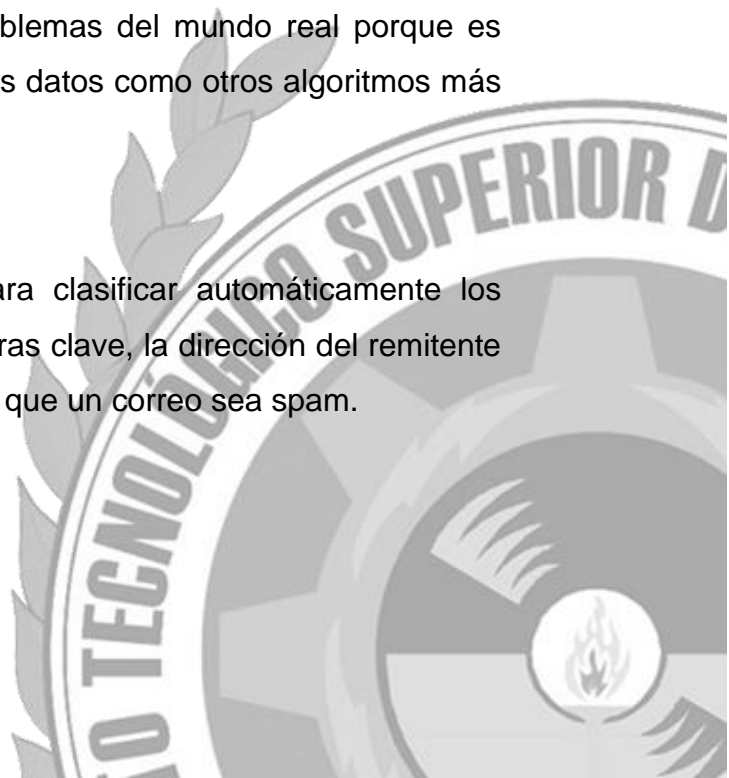 oblemas del mundo real porque es
s datos como otros algoritmos más
ara clasificar automáticamente los
ras clave, la dirección del remitente
que un correo sea spam.
O TECNOLÓGICO SUPERIOR D